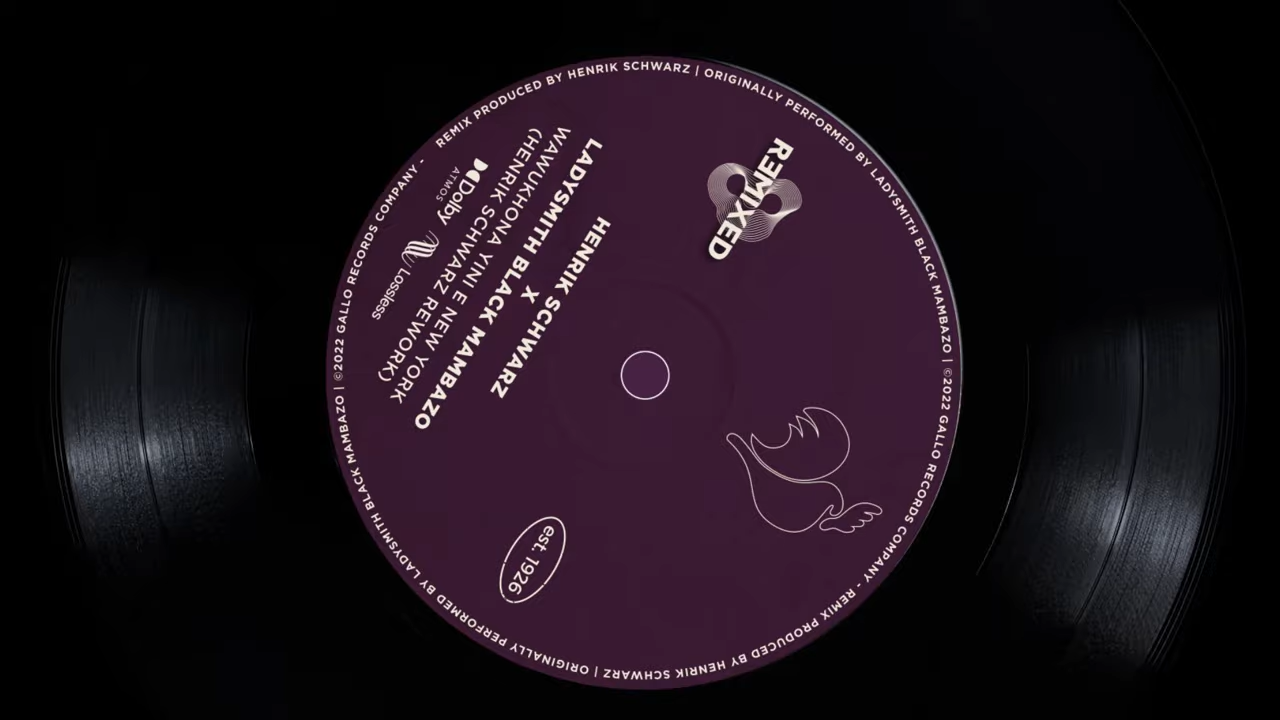 REMIX PRODUCED BY HENRIK SCHWARZ | ORIGINALLY PERFORMED BY LADYSMITH BLACK MAMBAZO | ©2022 GALLO RECORDS COMPANY - REMIX PRODUCED BY HENRIK SCHWARZ | ORIGINALLY PERFORMED BY LADYSMITH BLACK MAMBAZO | ©2022 GALLO RECORDS COMPANY -
REMIXED
HENRIK SCHWARZ
X
LADYSMITH BLACK MAMBAZO
WAWUKHONA YINI E NEW YORK
(HENRIK SCHWARZ REWORK)
Dolby
ATMOS
Lossless
est. 1926